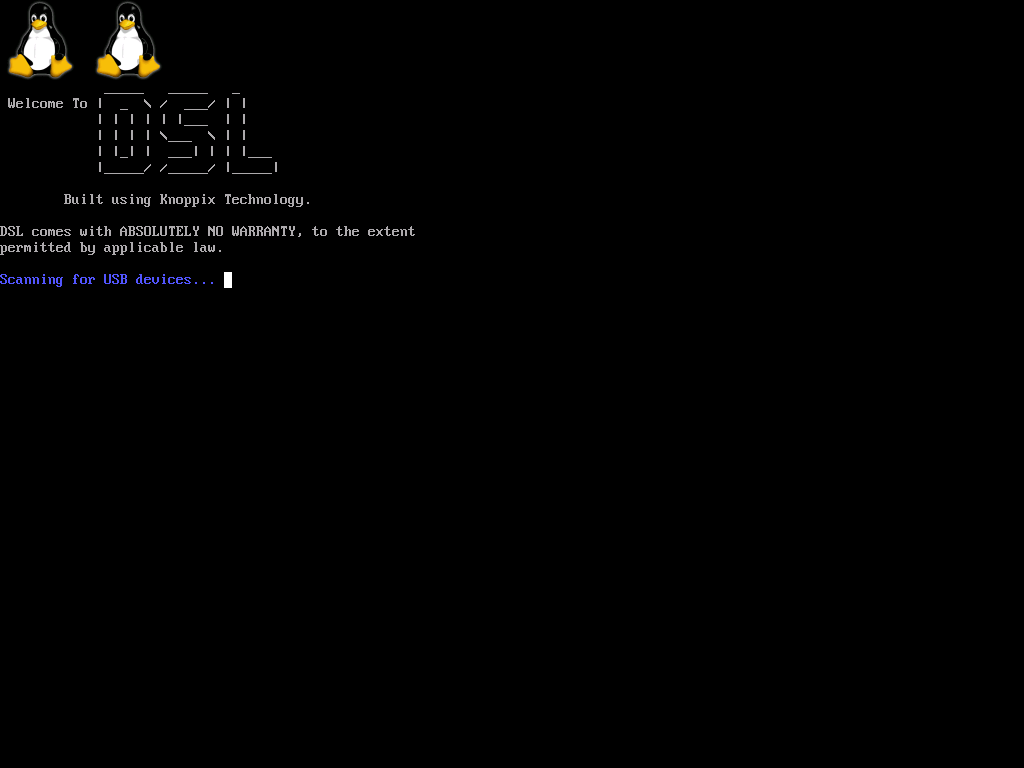 Welcome To DSL
Built using Knoppix Technology.
DSL comes with ABSOLUTELY NO WARRANTY, to the extent
permitted by applicable law.
Scanning for USB devices...